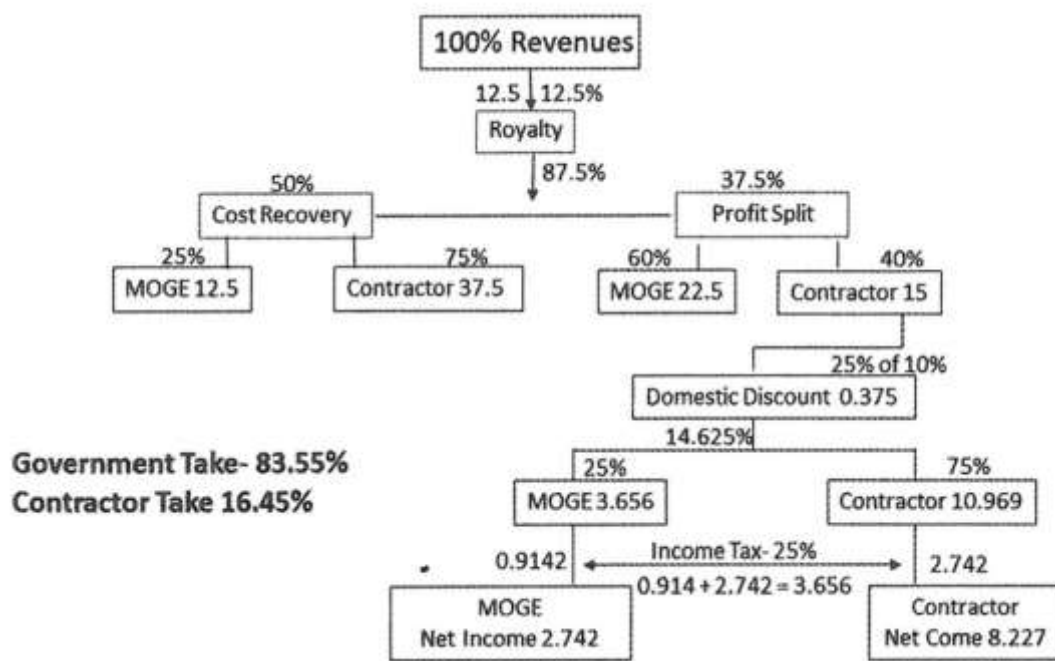 100% Revenues
12.5 12.5%
Royalty
87.5%
50% 37.5%
Cost Recovery Profit Split
25% 75% 60% 40%
MOGE 12.5 Contractor 37.5 MOGE 22.5 Contractor 15
25% of 10%
Domestic Discount 0.375
14.625%
Government Take- 83.55%
Contractor Take 16.45%
25% 75%
MOGE 3.656 Contractor 10.969
0.9142 Income Tax- 25% 2.742
0.914 + 2.742 = 3.656
MOGE Contractor
Net Income 2.742 Net Come 8.227